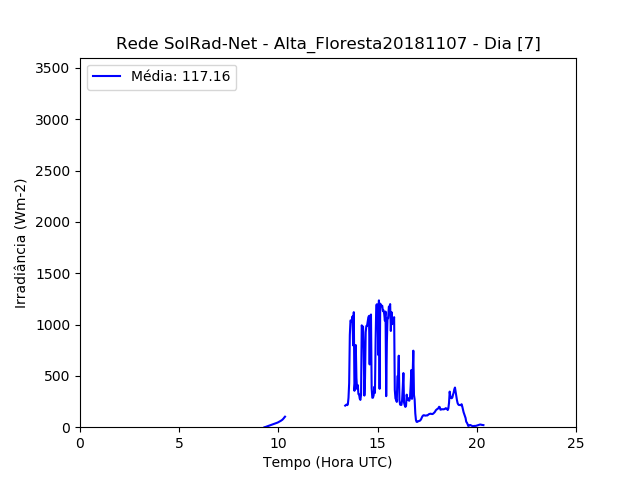 Rede SolRad-Net - Alta_Floresta20181107 - Dia [7]
Média: 117.16
3500
3000
2500
2000
1500
1000
500
0
Irradiância (Wm-2)
0 5 10 15 20 25
Tempo (Hora UTC)